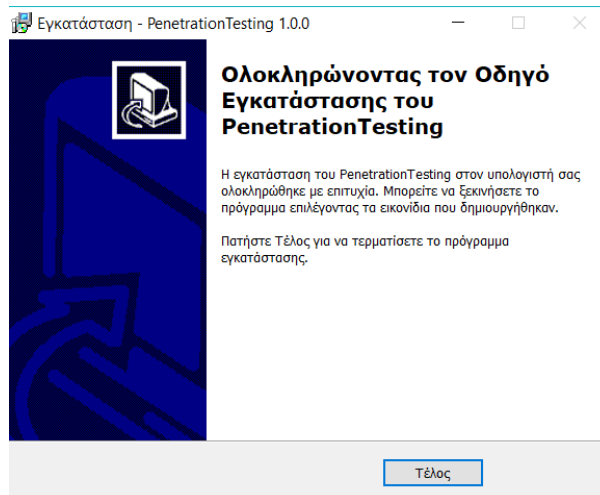 Εγκατάσταση - PenetrationTesting 1.0.0
Ολοκληρώνοντας τον Οδηγό
Εγκατάστασης του
PenetrationTesting
Η εγκατάσταση του PenetrationTesting στον υπολογιστή σας
ολοκληρώθηκε με επιτυχία. Μπορείτε να ξεκινήσετε το
πρόγραμμα επιλέγοντας τα εικονίδια που δημιουργήθηκαν.
Πατήστε Τέλος για να τερματίσετε το πρόγραμμα
εγκατάστασης.
Τέλος